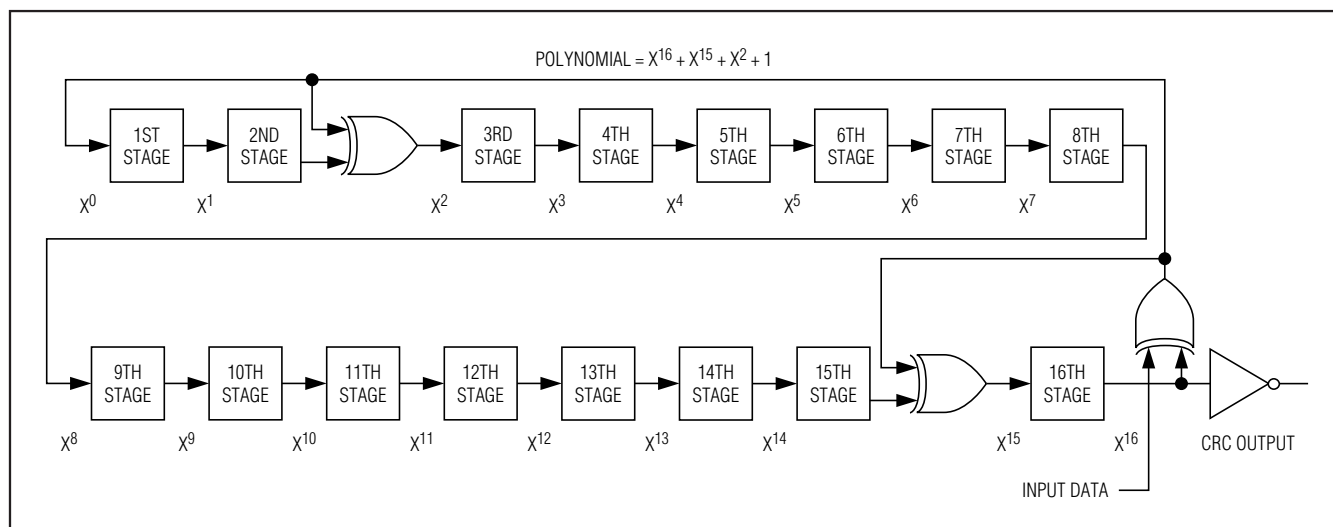 POLYNOMIAL = X¹⁶ + X¹⁵ + X² + 1
1ST
STAGE
2ND
STAGE
3RD
STAGE
4TH
STAGE
5TH
STAGE
6TH
STAGE
7TH
STAGE
8TH
STAGE
X⁰
X¹
X²
X³
X⁴
X⁵
X⁶
X⁷
9TH
STAGE
10TH
STAGE
11TH
STAGE
12TH
STAGE
13TH
STAGE
14TH
STAGE
15TH
STAGE
16TH
STAGE
X⁸
X⁹
X¹⁰
X¹¹
X¹²
X¹³
X¹⁴
X¹⁵
X¹⁶
CRC OUTPUT
INPUT DATA